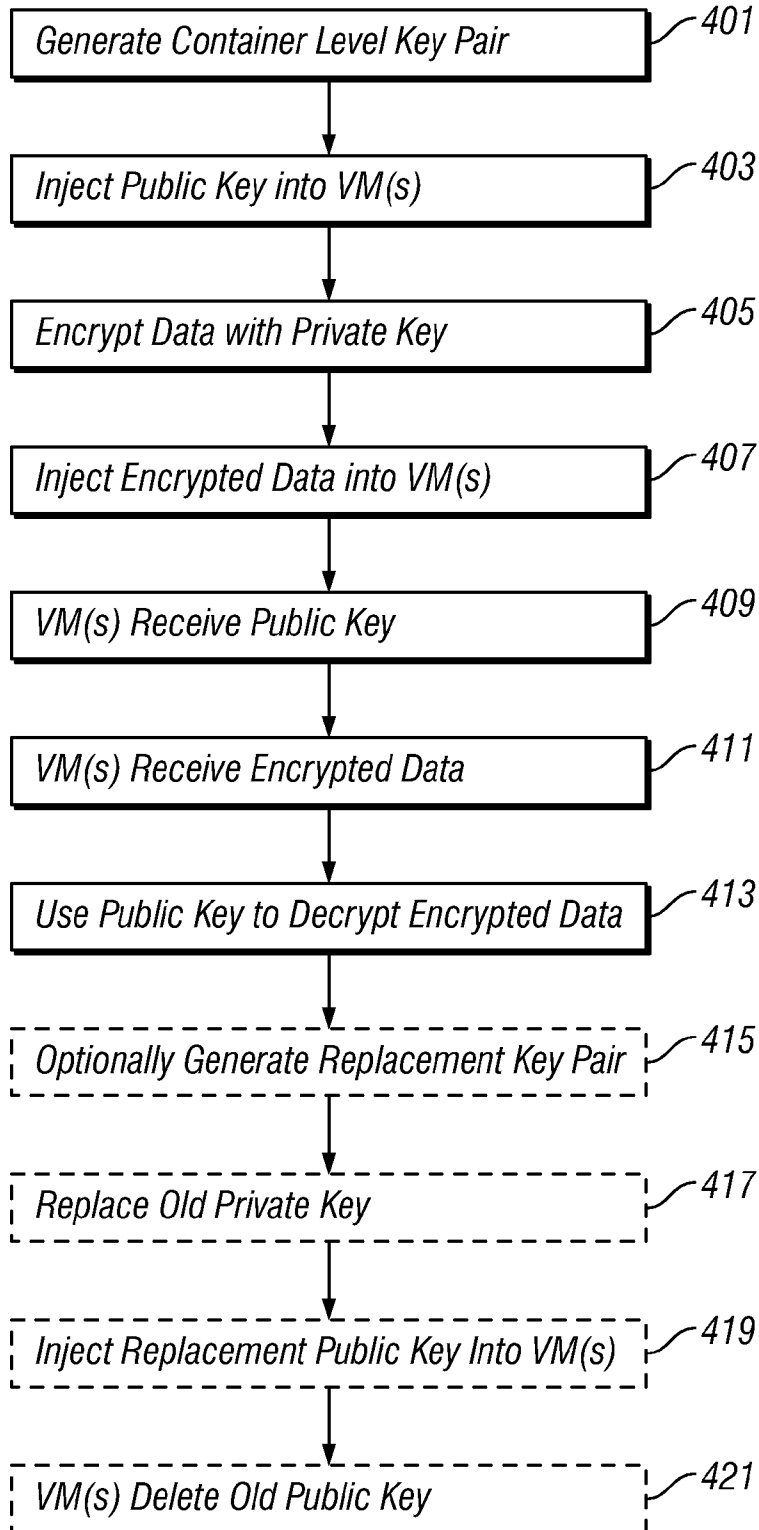 Generate Container Level Key Pair 401
Inject Public Key into VM(s) 403
Encrypt Data with Private Key 405
Inject Encrypted Data into VM(s) 407
VM(s) Receive Public Key 409
VM(s) Receive Encrypted Data 411
Use Public Key to Decrypt Encrypted Data 413
Optionally Generate Replacement Key Pair 415
Replace Old Private Key 417
Inject Replacement Public Key Into VM(s) 419
VM(s) Delete Old Public Key 421